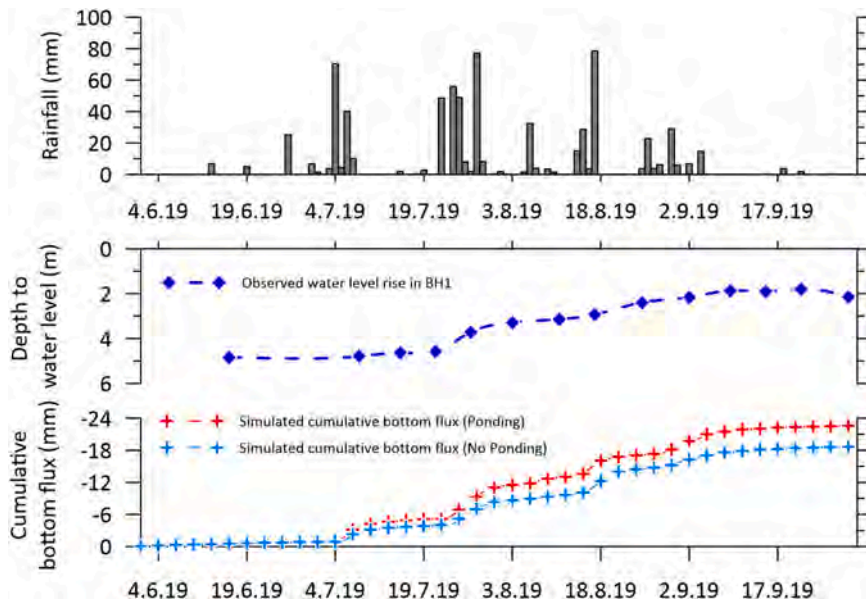 100
80
60
40
20
0
Rainfall (mm)
4.6.19 19.6.19 4.7.19 19.7.19 3.8.19 18.8.19 2.9.19 17.9.19
0
2
4
6
Depth to
water level (m)
Observed water level rise in BH1
-24
-18
-12
-6
0
Cumulative
bottom flux (mm)
Simulated cumulative bottom flux (Ponding)
Simulated cumulative bottom flux (No Ponding)
4.6.19 19.6.19 4.7.19 19.7.19 3.8.19 18.8.19 2.9.19 17.9.19